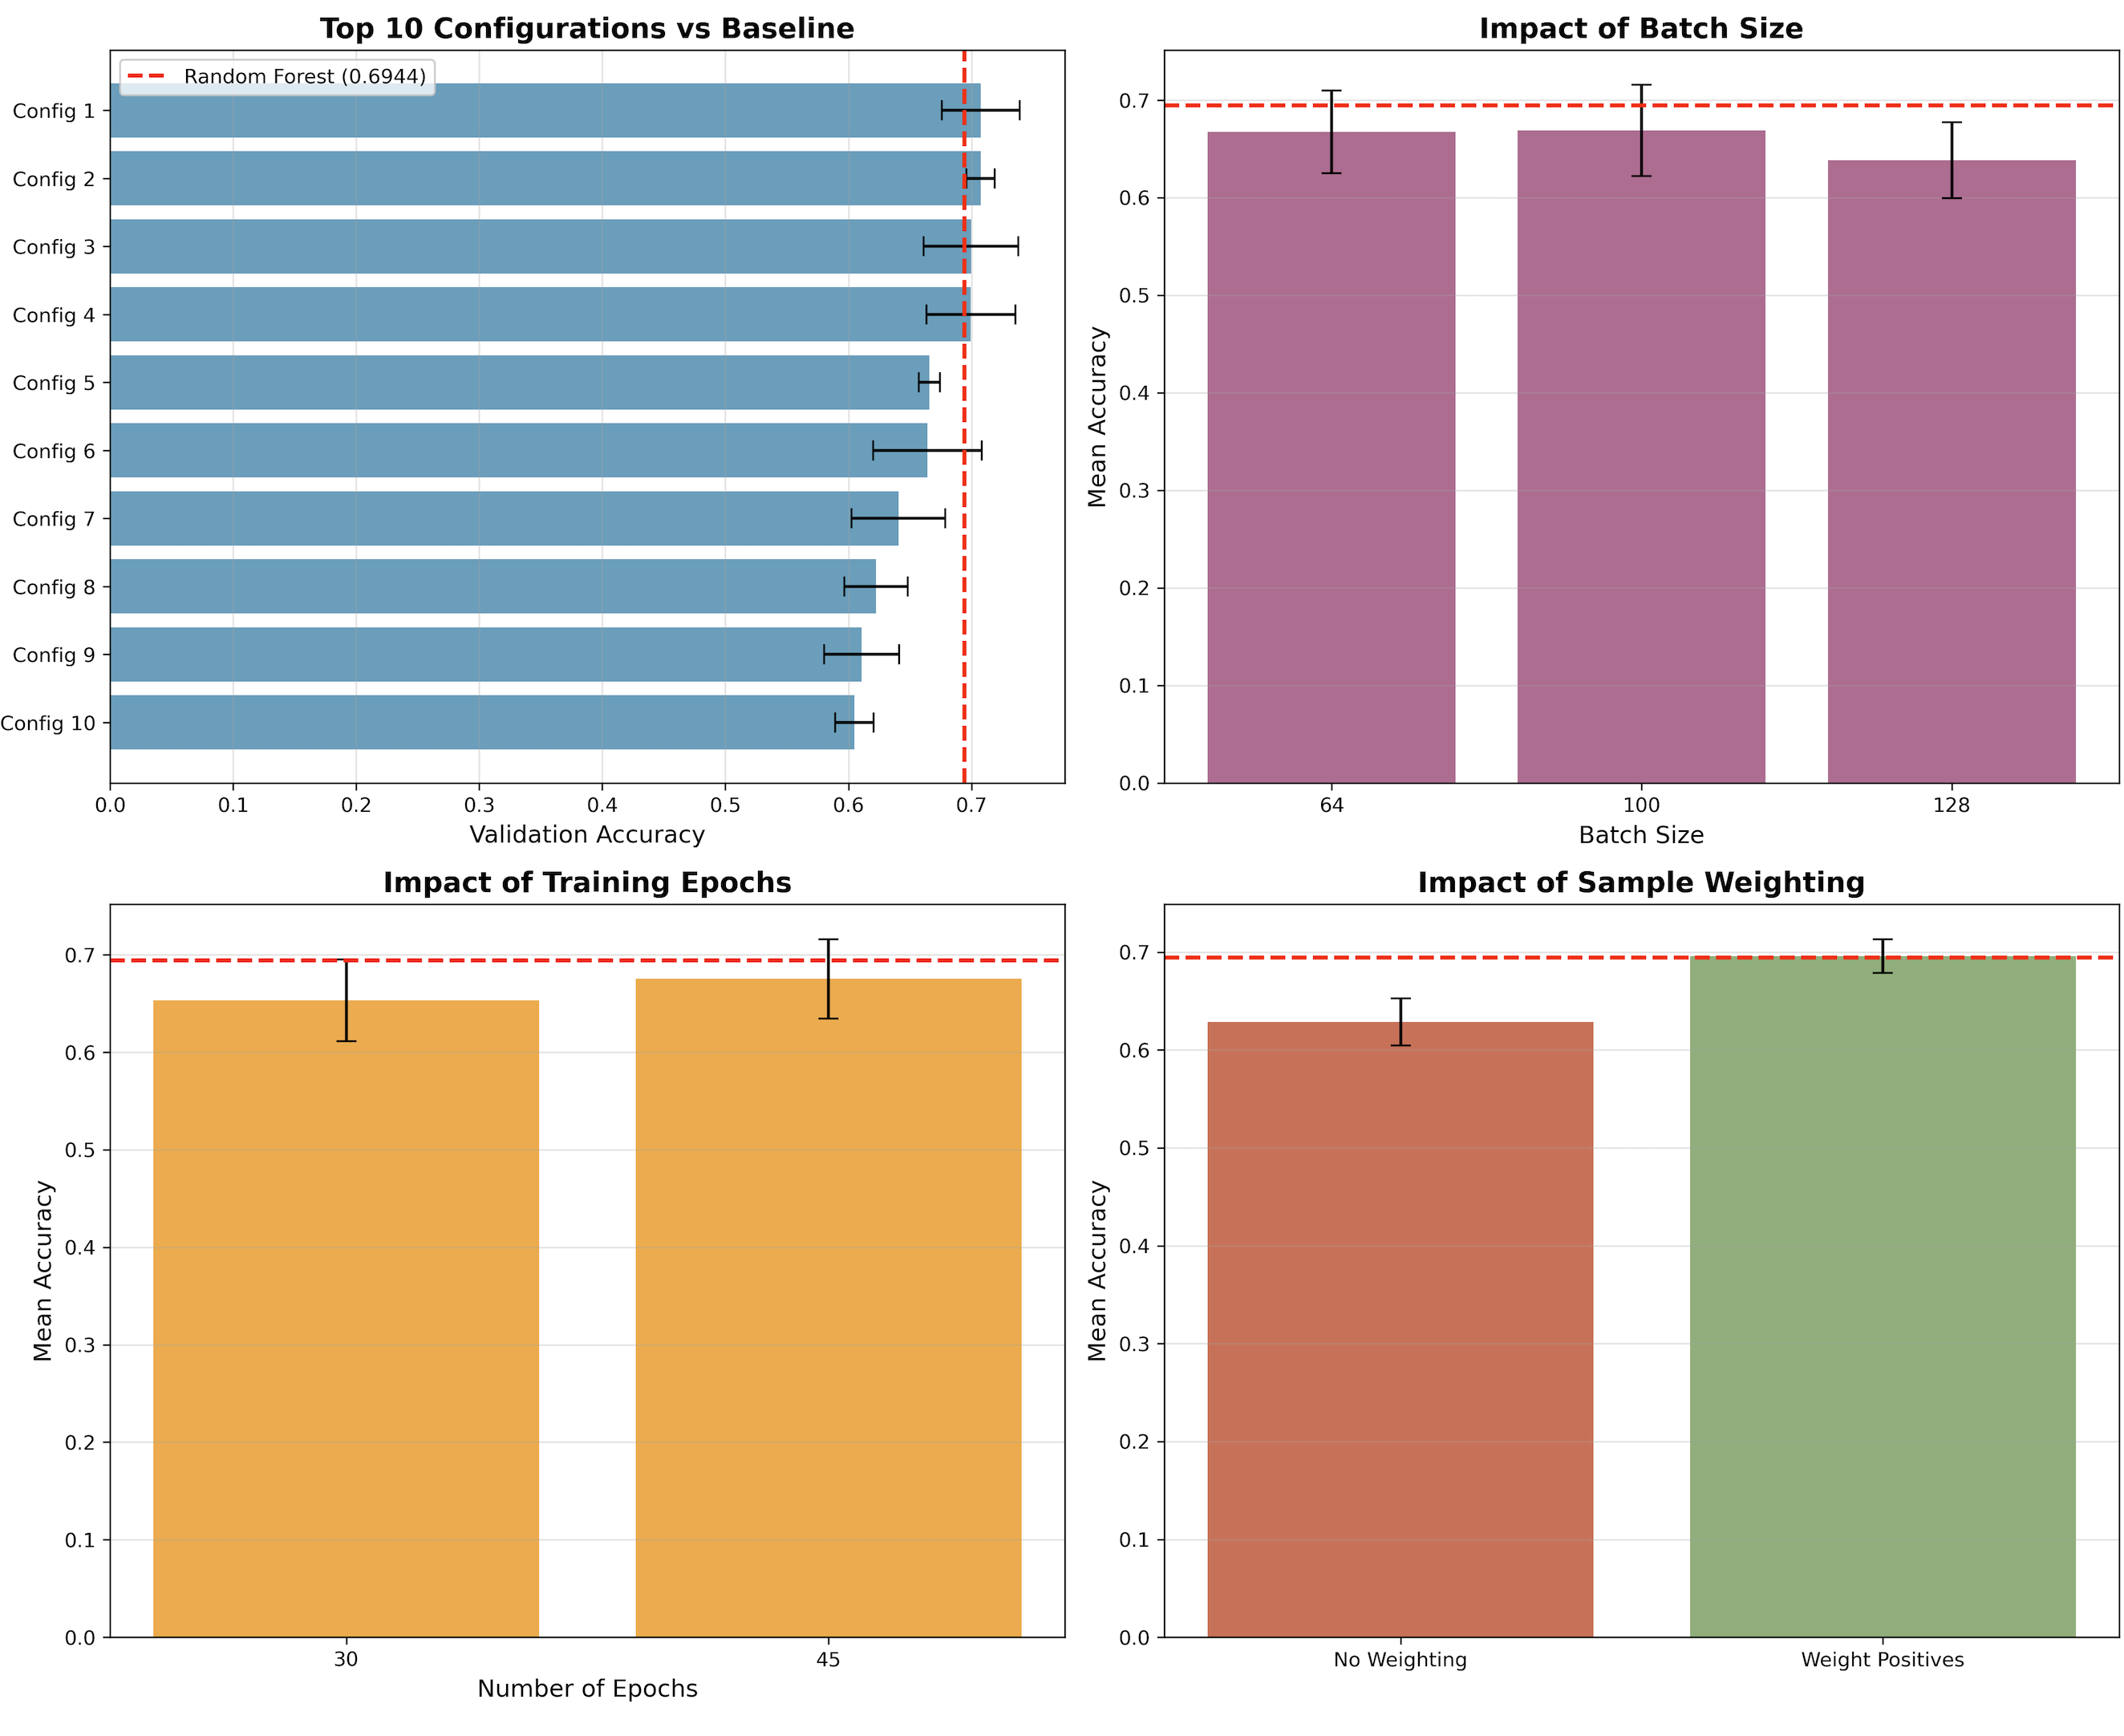 Top 10 Configurations vs Baseline
Random Forest (0.6944)
Config 1
Config 2
Config 3
Config 4
Config 5
Config 6
Config 7
Config 8
Config 9
Config 10
0.0 0.1 0.2 0.3 0.4 0.5 0.6 0.7
Validation Accuracy
Impact of Batch Size
Mean Accuracy
0.7
0.6
0.5
0.4
0.3
0.2
0.1
0.0
64 100 128
Batch Size
Impact of Training Epochs
Mean Accuracy
0.7
0.6
0.5
0.4
0.3
0.2
0.1
0.0
30 45
Number of Epochs
Impact of Sample Weighting
Mean Accuracy
0.7
0.6
0.5
0.4
0.3
0.2
0.1
0.0
No Weighting Weight Positives